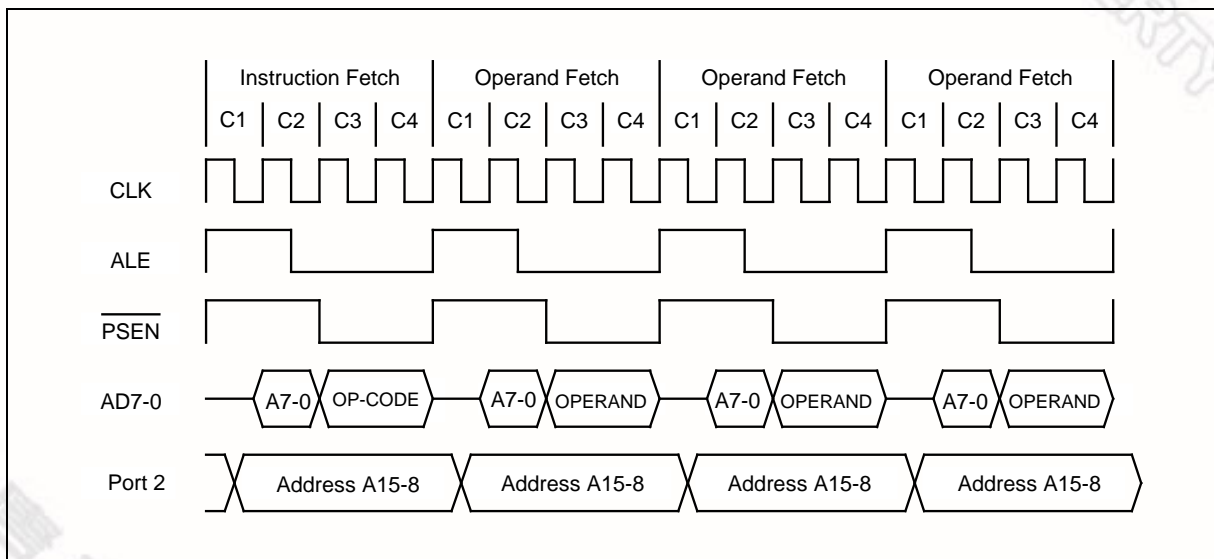 Instruction Fetch Operand Fetch Operand Fetch Operand Fetch
C1 C2 C3 C4 C1 C2 C3 C4 C1 C2 C3 C4 C1 C2 C3 C4
CLK
ALE
PSEN
AD7-0 A7-0 OP-CODE A7-0 OPERAND A7-0 OPERAND A7-0 OPERAND
Port 2 Address A15-8 Address A15-8 Address A15-8 Address A15-8